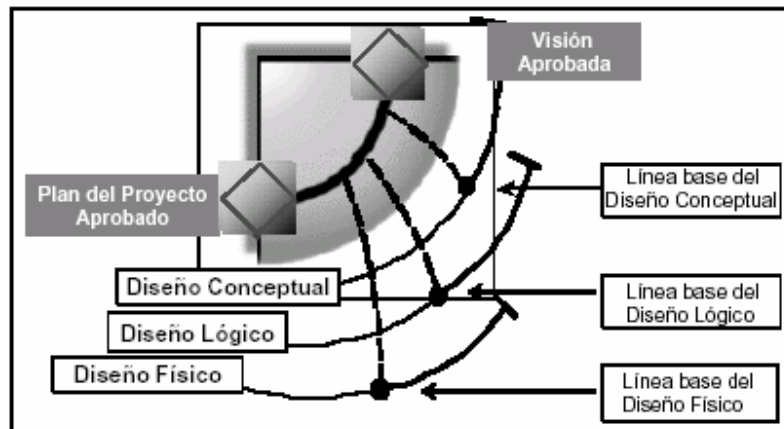 Visión
Aprobada
Plan del Proyecto
Aprobado
Línea base del
Diseño Conceptual
Diseño Conceptual
Línea base del
Diseño Lógico
Diseño Lógico
Diseño Físico
Línea base del
Diseño Físico